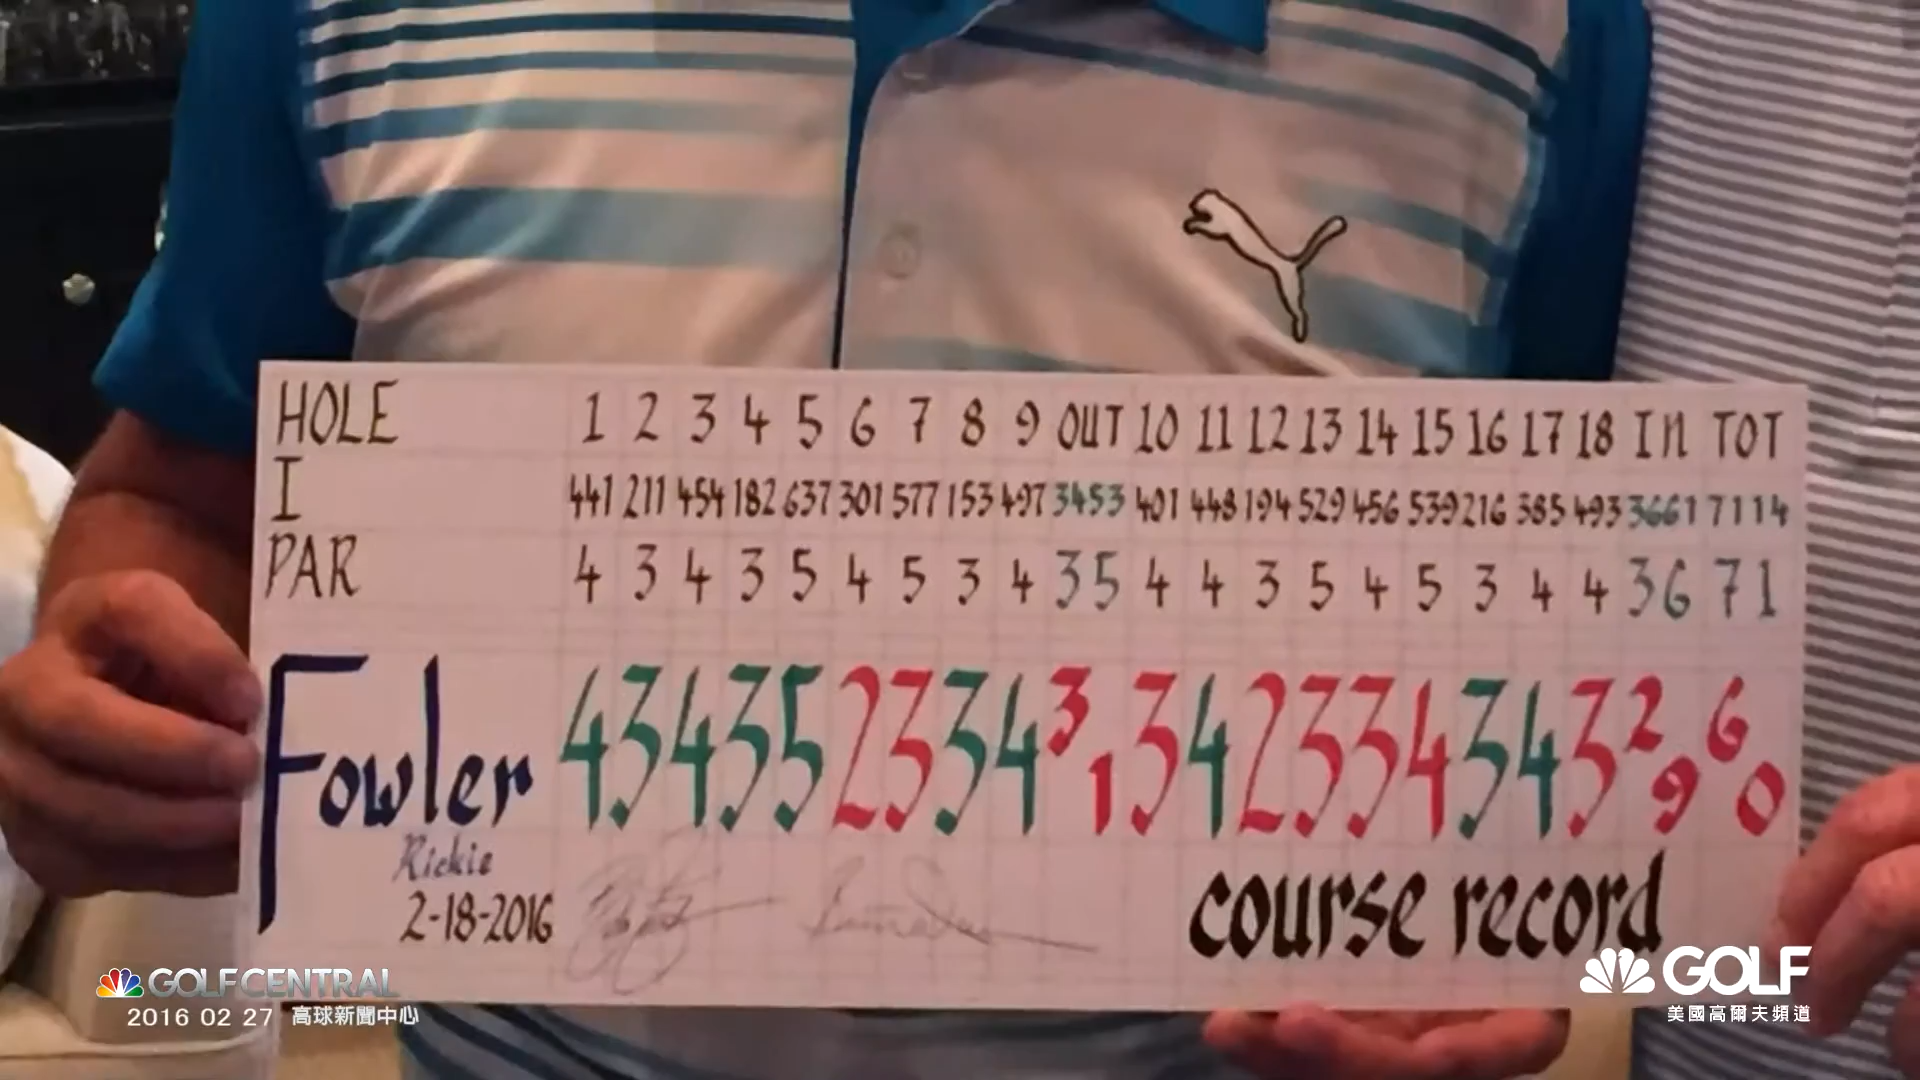 HOLE 1 2 3 4 5 6 7 8 9 OUT 10 11 12 13 14 15 16 17 18 IN TOT
I 441 211 454 182 637 301 577 153 497 3453 401 448 194 529 456 539 216 385 493 3661 7114
PAR 4 3 4 3 5 4 5 3 4 35 4 4 3 5 4 5 3 4 4 36 71
Fowler 4 3 4 3 5 2 3 3 4 31 3 4 2 3 3 4 3 4 3 29 60
Rickie
2-18-2016
course record
GOLF CENTRAL
2016 02 27 高球新聞中心
GOLF
美國高爾夫頻道